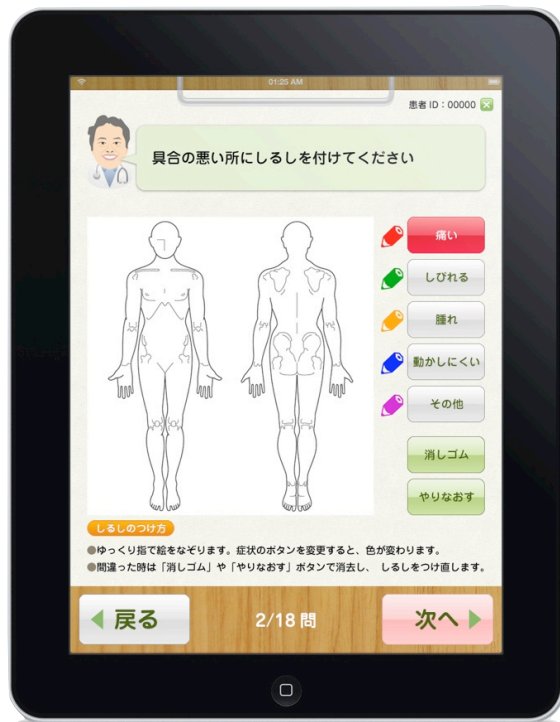 01:25 AM
患者 ID：00000
具合の悪い所にしるしを付けてください
痛い
しびれる
腫れ
動かしにくい
その他
消しゴム
やりなおす
しるしのつけ方
●ゆっくり指で絵をなぞります。症状のボタンを変更すると、色が変わります。
●間違った時は「消しゴム」や「やりなおす」ボタンで消去し、 しるしをつけ直します。
戻る
2/18 問
次へ